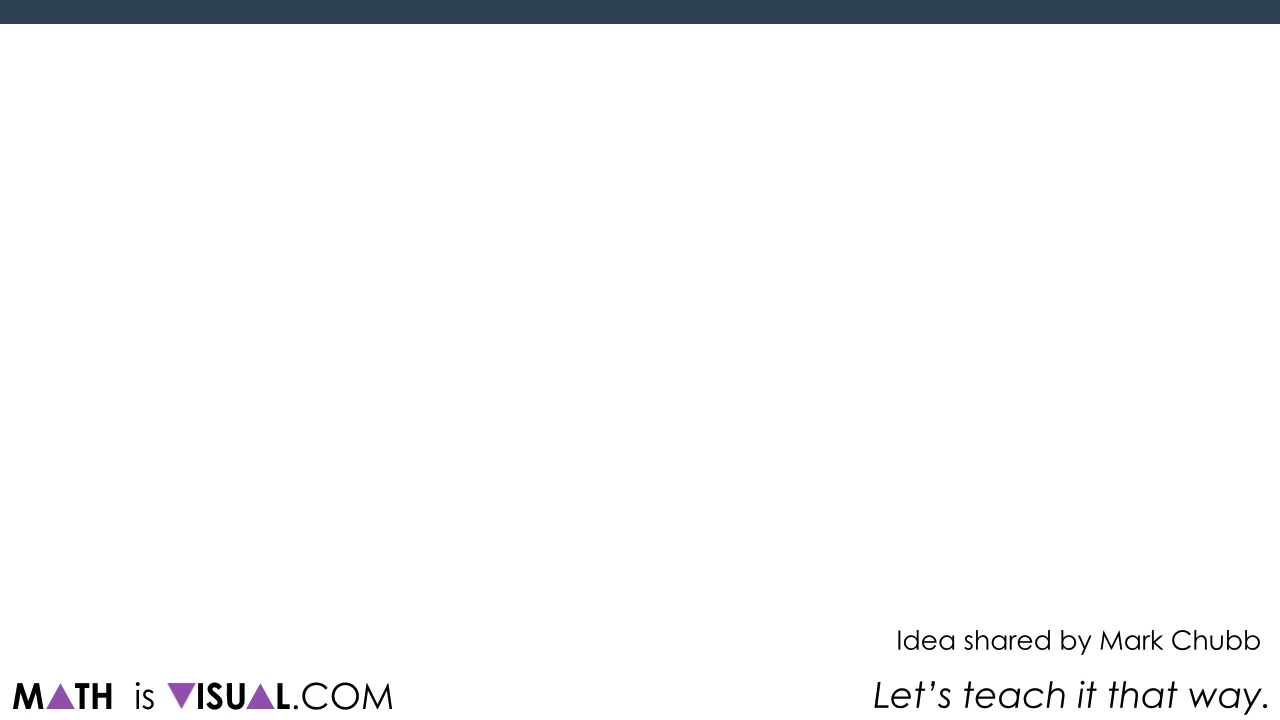 Idea shared by Mark Chubb
MATH is VISUAL.COM
Let's teach it that way.